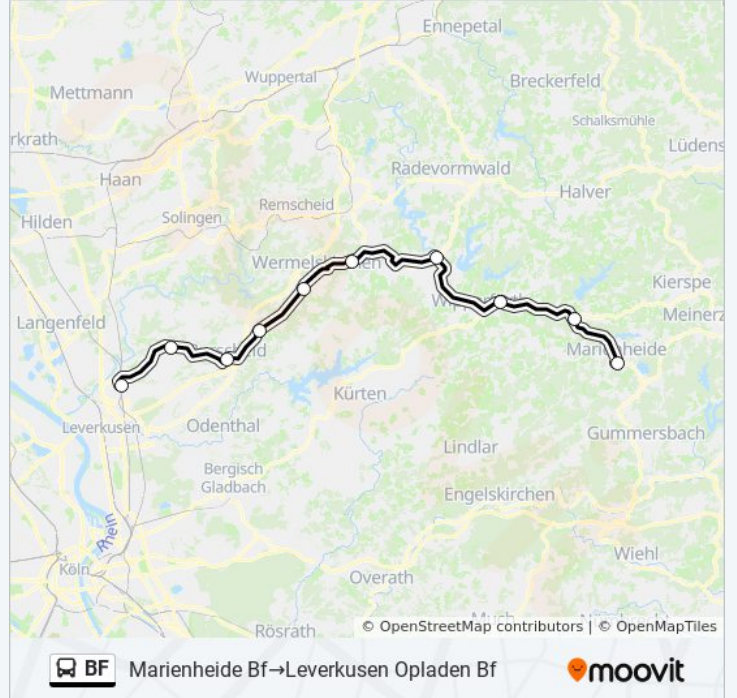 Ennepetal
Wuppertal
Breckerfeld
Mettmann
Schalksmühle
rkrath
Lüdens
Radevormwald
Haan
Halver
Remscheid
Solingen
Hilden
Kierspe
Meinerz
Langenfeld
Kürten
Odenthal
Leverkusen
Gummersbach
Lindlar
Bergisch
Gladbach
Engelskirchen
Rhein
Wiehl
Köln
Overath
Rösrath
© OpenStreetMap contributors | © OpenMapTiles
BF Marienheide Bf→Leverkusen Opladen Bf moovit